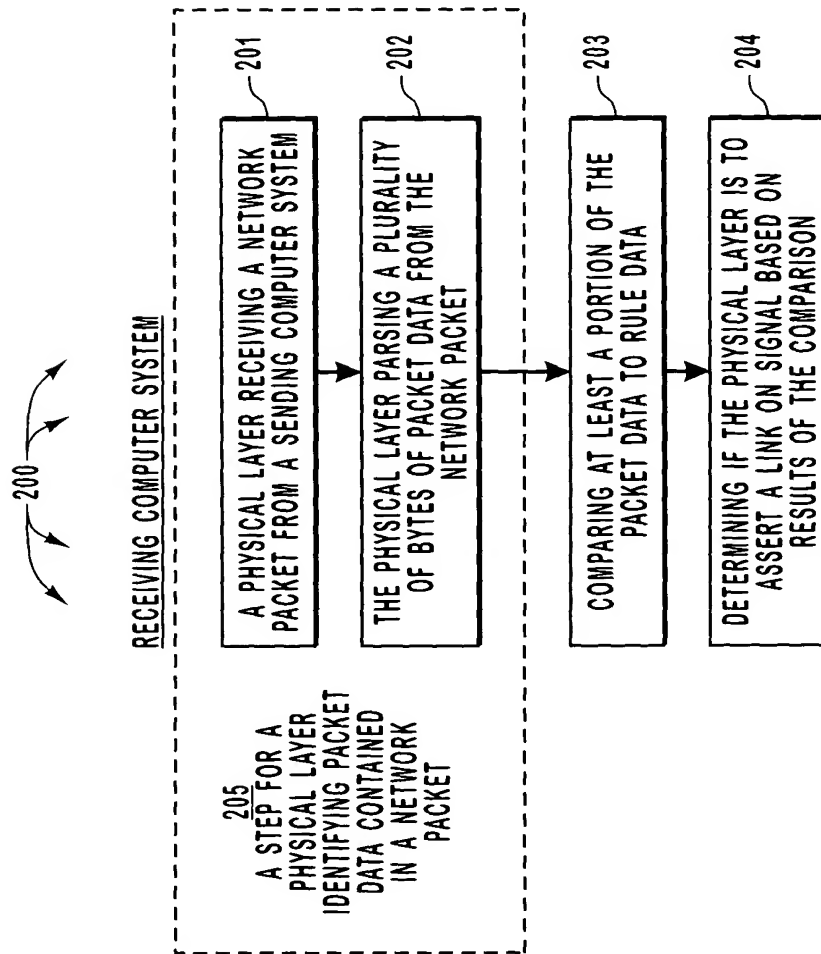 200
RECEIVING COMPUTER SYSTEM
205
A STEP FOR A
PHYSICAL LAYER
IDENTIFYING PACKET
DATA CONTAINED
IN A NETWORK
PACKET
A PHYSICAL LAYER RECEIVING A NETWORK
PACKET FROM A SENDING COMPUTER SYSTEM
201
THE PHYSICAL LAYER PARSING A PLURALITY
OF BYTES OF PACKET DATA FROM THE
NETWORK PACKET
202
COMPARING AT LEAST A PORTION OF THE
PACKET DATA TO RULE DATA
203
DETERMINING IF THE PHYSICAL LAYER IS TO
ASSERT A LINK ON SIGNAL BASED ON
RESULTS OF THE COMPARISON
204